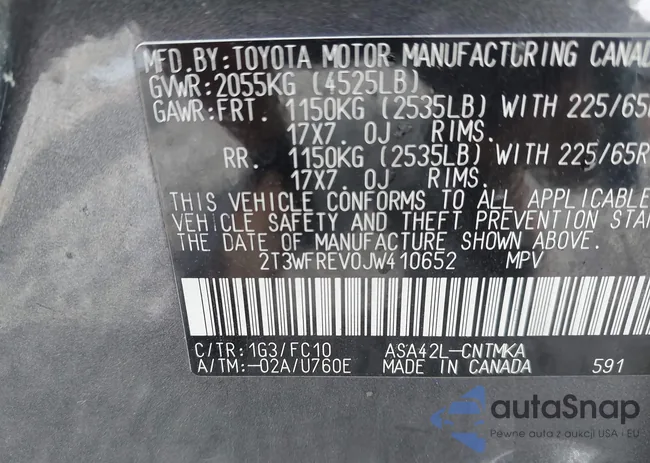 MFD.BY:TOYOTA MOTOR MANUFACTURING CANAD
GVWR:2055KG (4525LB)
GAWR:FRT. 1150KG (2535LB) WITH 225/65
17X7. 0J RIMS.
RR. 1150KG (2535LB) WITH 225/65R
17X7. 0J RIMS.
THIS VEHICLE CONFORMS TO ALL APPLICABLE
VEHICLE SAFETY AND THEFT PREVENTION STA
THE DATE OF MANUFACTURE SHOWN ABOVE.
2T3WFREV0JW410652 MPV
C/TR:1G3/FC10 ASA42L-CNTMKA
A/TM:-02A/U760E MADE IN CANADA 591
autaSnap
Pewne auta z aukcji USA - EU